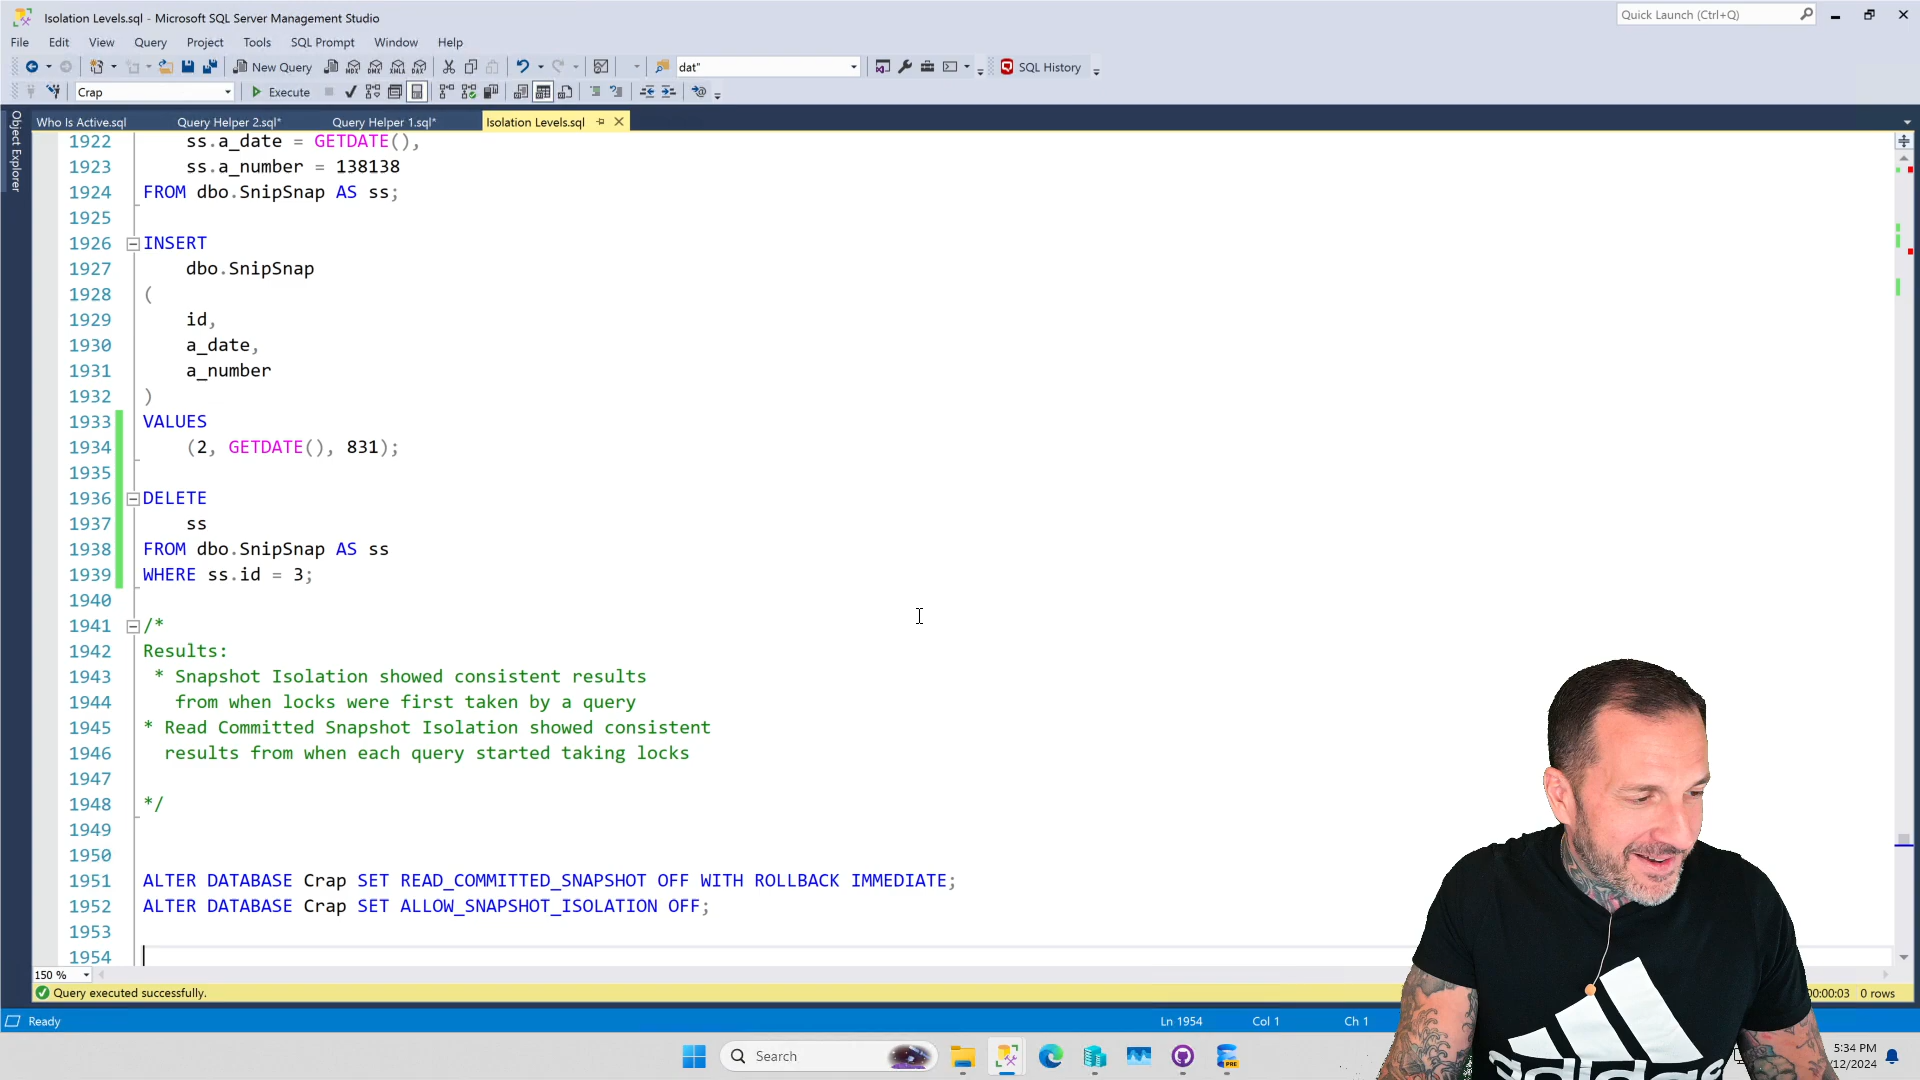 Isolation Levels.sql - Microsoft SQL Server Management Studio
Quick Launch (Ctrl+Q)
File Edit View Query Project Tools SQL Prompt Window Help
New Query
MDX DMX XMLA DAX
dat"
SQL History
Crap
Execute
Object Explorer
Who Is Active.sql Query Helper 2.sql* Query Helper 1.sql* Isolation Levels.sql
1922 ss.a_date = GETDATE(),
1923 ss.a_number = 138138
1924 FROM dbo.SnipSnap AS ss;
1925
1926 INSERT
1927 dbo.SnipSnap
1928 (
1929 id,
1930 a_date,
1931 a_number
1932 )
1933 VALUES
1934 (2, GETDATE(), 831);
1935
1936 DELETE
1937 ss
1938 FROM dbo.SnipSnap AS ss
1939 WHERE ss.id = 3;
1940
1941 /*
1942 Results:
1943 * Snapshot Isolation showed consistent results
1944 from when locks were first taken by a query
1945 * Read Committed Snapshot Isolation showed consistent
1946 results from when each query started taking locks
1947
1948 */
1949
1950
1951 ALTER DATABASE Crap SET READ_COMMITTED_SNAPSHOT OFF WITH ROLLBACK IMMEDIATE;
1952 ALTER DATABASE Crap SET ALLOW_SNAPSHOT_ISOLATION OFF;
1953
1954
150 %
Query executed successfully.
00:00:03 0 rows
Ready
Ln 1954 Col 1 Ch 1
Search
PRE
5:34 PM
/12/2024
adidas